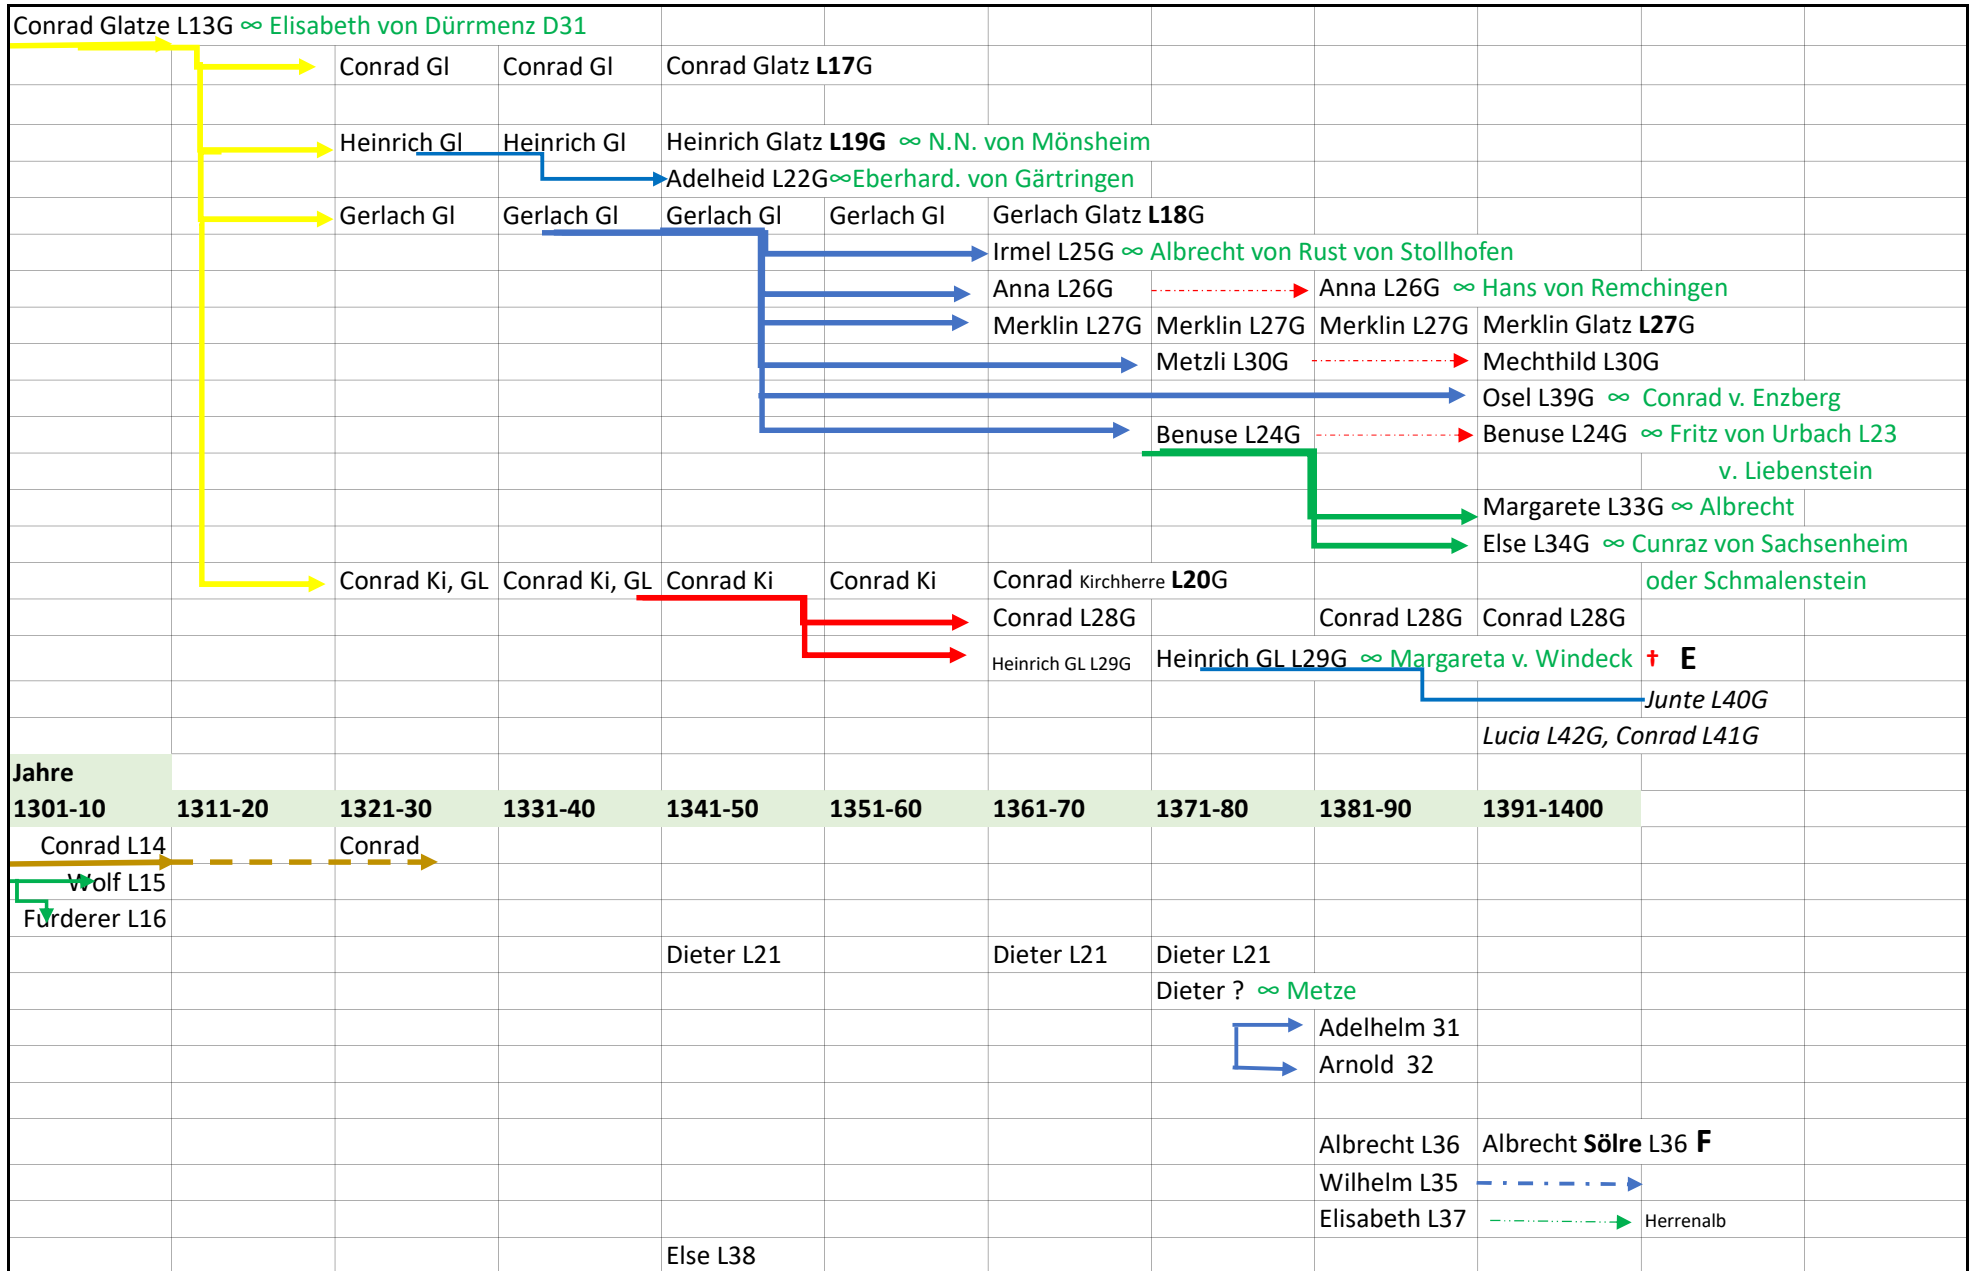 Conrad Glatze L13G ∞ Elisabeth von Dürrmenz D31
Conrad Gl Conrad Gl Conrad Glatz L17G
Heinrich Gl Heinrich Gl Heinrich Glatz L19G ∞ N.N. von Mönsheim
Adelheid L22G∞Eberhard. von Gärtringen
Gerlach Gl Gerlach Gl Gerlach Gl Gerlach Gl Gerlach Glatz L18G
Irmel L25G ∞ Albrecht von Rust von Stollhofen
Anna L26G Anna L26G ∞ Hans von Remchingen
Merklin L27G Merklin L27G Merklin L27G Merklin Glatz L27G
Metzli L30G Mechthild L30G
Osel L39G ∞ Conrad v. Enzberg
Benuse L24G Benuse L24G ∞ Fritz von Urbach L23
v. Liebenstein
Margarete L33G ∞ Albrecht
Else L34G ∞ Cunraz von Sachsenheim
Conrad Ki, GL Conrad Ki, GL Conrad Ki Conrad Ki Conrad Kirchherre L20G oder Schmalenstein
Conrad L28G Conrad L28G Conrad L28G
Heinrich GL L29G Heinrich GL L29G ∞ Margareta v. Windeck † E
Junte L40G
Lucia L42G, Conrad L41G
Jahre
1301-10 1311-20 1321-30 1331-40 1341-50 1351-60 1361-70 1371-80 1381-90 1391-1400
Conrad L14 Conrad
Wolf L15
Furderer L16
Dieter L21 Dieter L21 Dieter L21
Dieter ? ∞ Metze
Adelhelm 31
Arnold 32
Albrecht L36 Albrecht Sölre L36 F
Wilhelm L35
Elisabeth L37 Herrenalb
Else L38